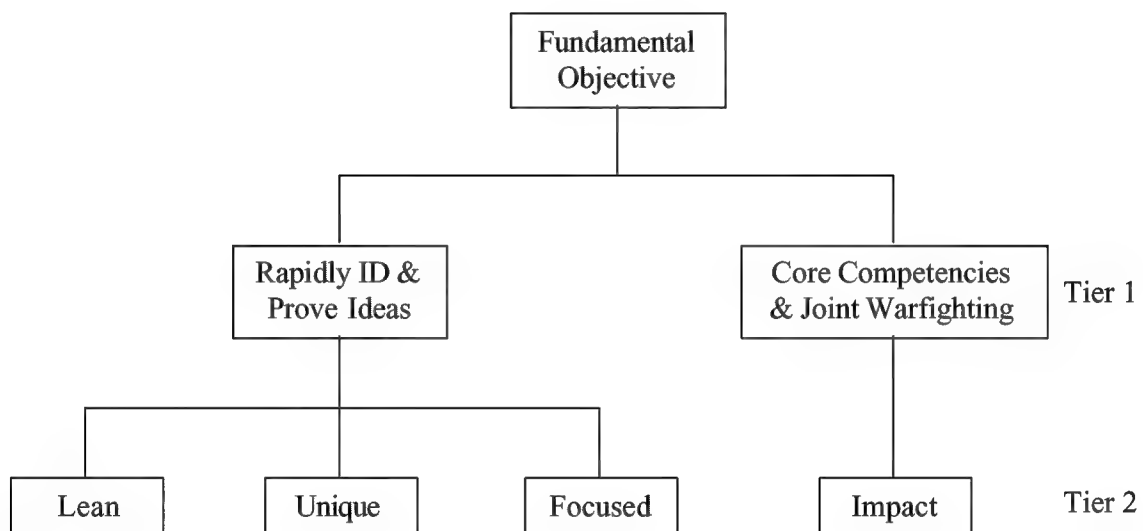 Fundamental
Objective
Rapidly ID &
Prove Ideas
Core Competencies
& Joint Warfighting
Tier 1
Lean
Unique
Focused
Impact
Tier 2